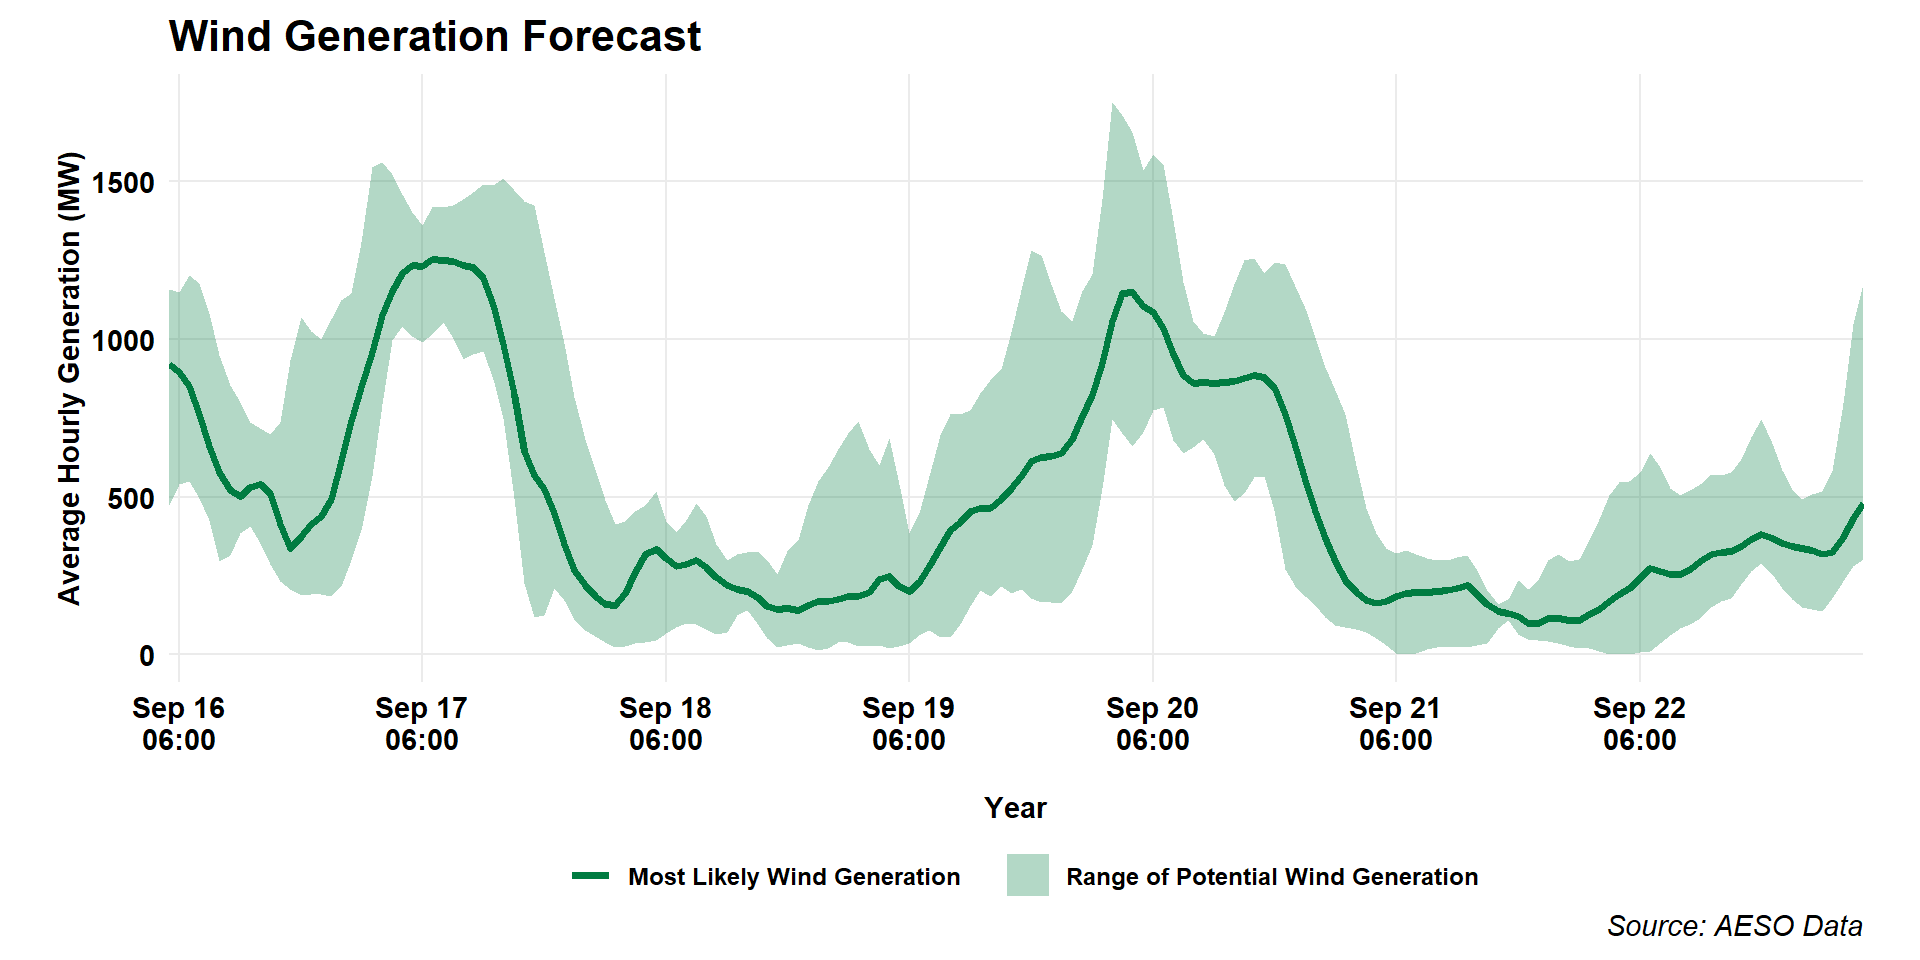 Wind Generation Forecast
Average Hourly Generation (MW)
1500
1000
500
0
Sep 16 Sep 17 Sep 18 Sep 19 Sep 20 Sep 21 Sep 22
06:00 06:00 06:00 06:00 06:00 06:00 06:00
Year
Most Likely Wind Generation Range of Potential Wind Generation
Source: AESO Data